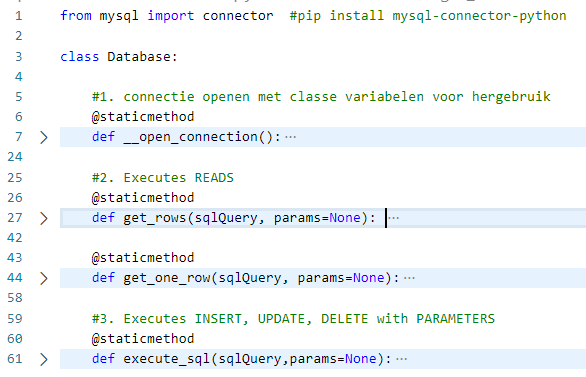 1 from mysql import connector  #pip install mysql-connector-python
2
3 class Database:
4
5     #1. connectie openen met classe variabelen voor hergebruik
6     @staticmethod
7     def __open_connection():···
24
25     #2. Executes READS
26     @staticmethod
27     def get_rows(sqlQuery, params=None): ···
42
43     @staticmethod
44     def get_one_row(sqlQuery, params=None):···
58
59     #3. Executes INSERT, UPDATE, DELETE with PARAMETERS
60     @staticmethod
61     def execute_sql(sqlQuery,params=None):···